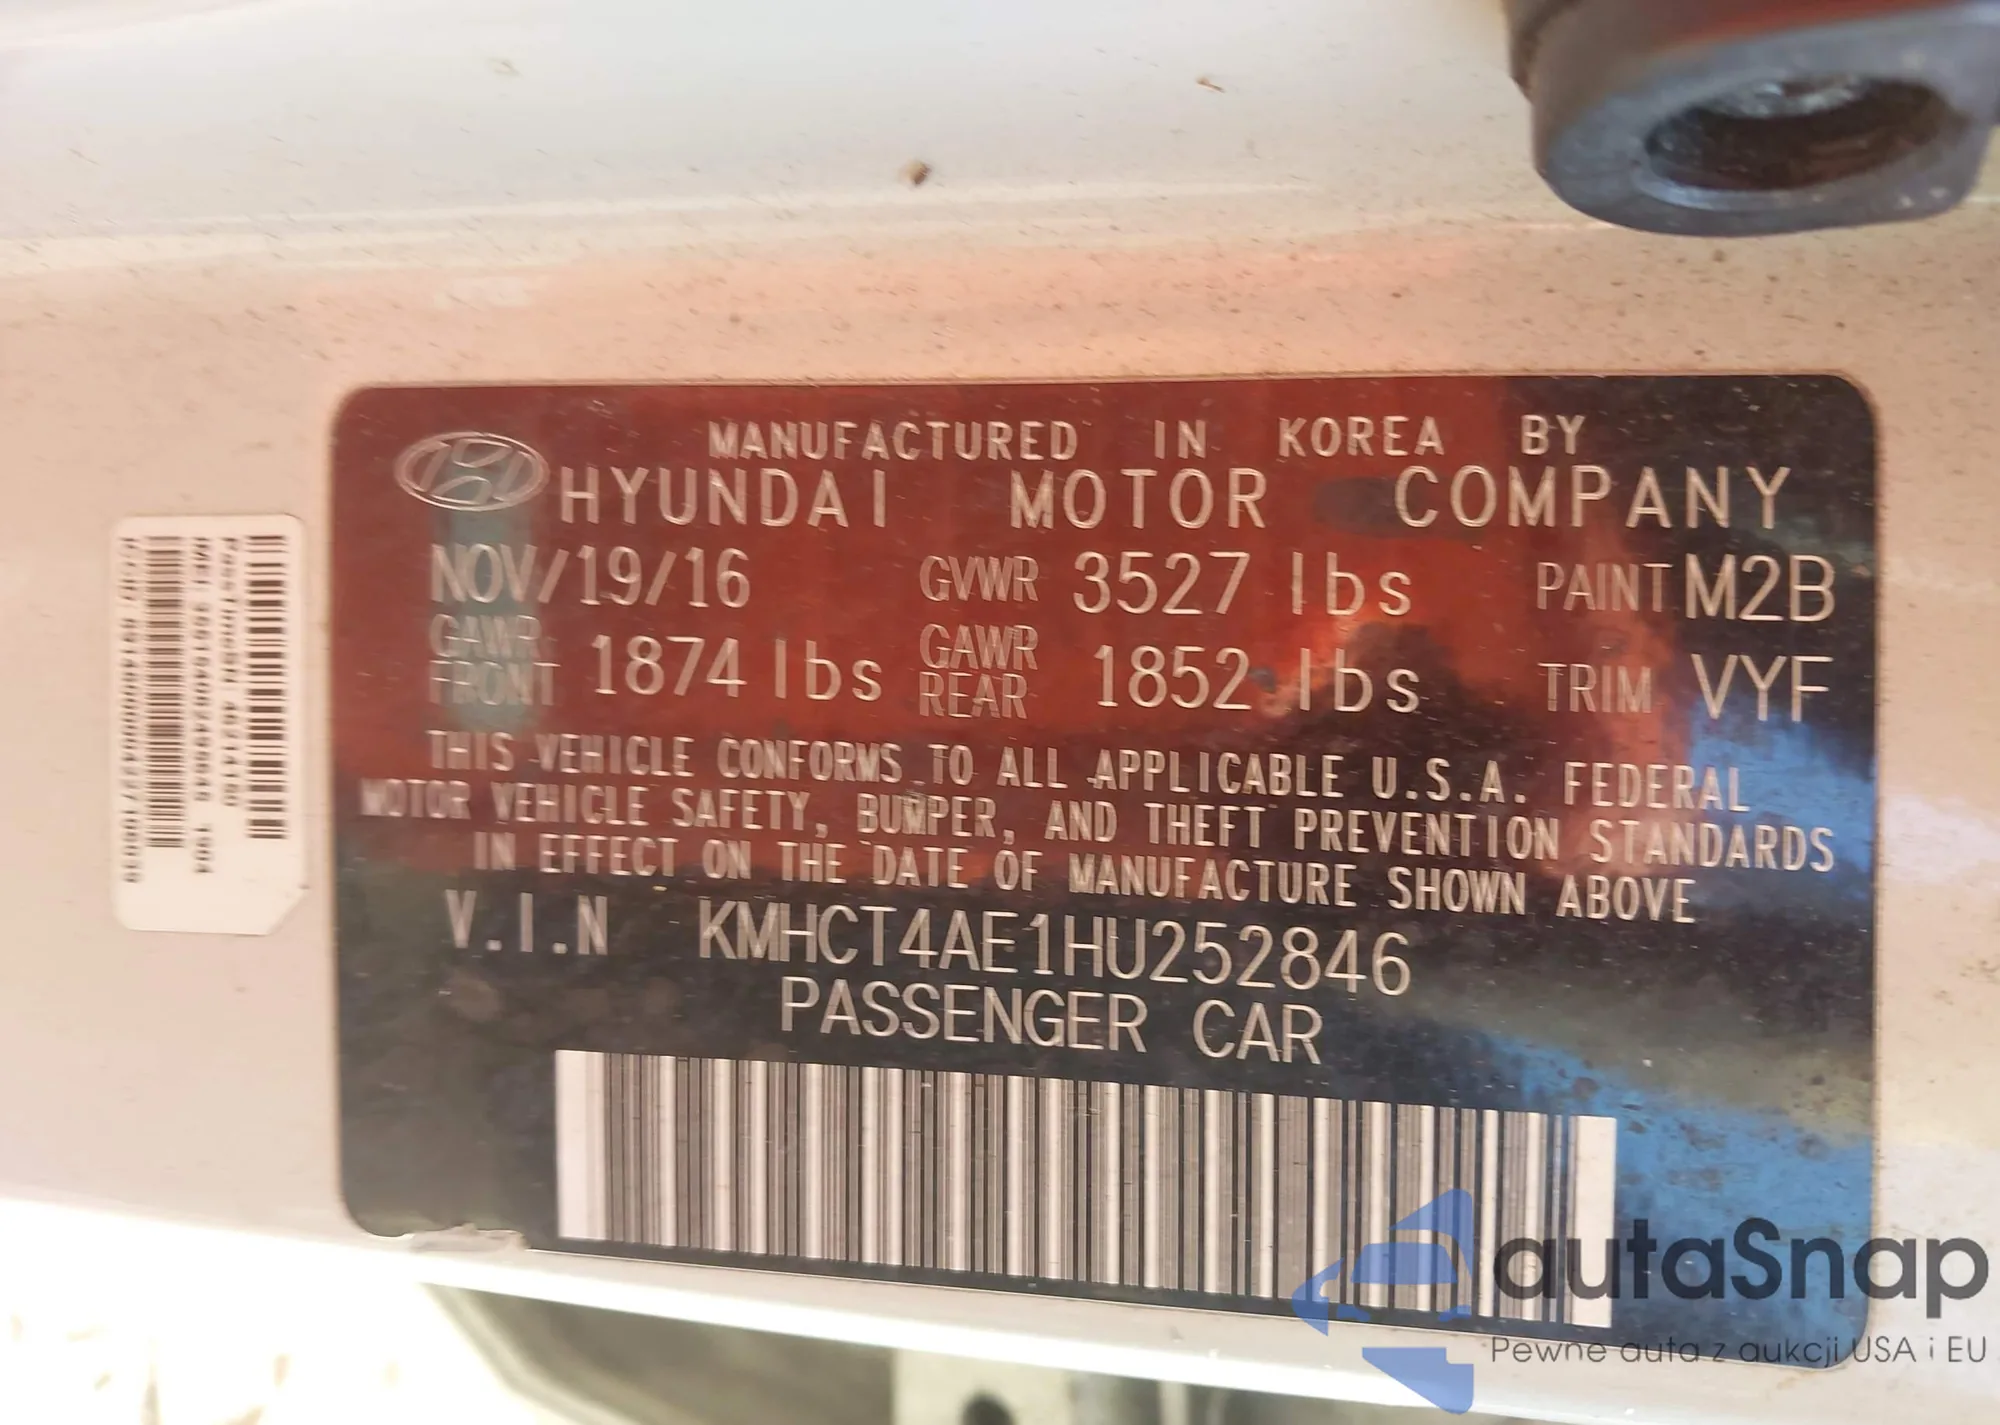 MANUFACTURED IN KOREA BY
HYUNDAI MOTOR COMPANY
NOV/19/16 GVWR 3527 lbs PAINT M2B
GAWR FRONT 1874 lbs GAWR REAR 1852 lbs TRIM VYF
THIS VEHICLE CONFORMS TO ALL APPLICABLE U.S.A. FEDERAL
MOTOR VEHICLE SAFETY, BUMPER, AND THEFT PREVENTION STANDARDS
IN EFFECT ON THE DATE OF MANUFACTURE SHOWN ABOVE
V.I.N KMHCT4AE1HU252846
PASSENGER CAR
PassTimeSN 4621410
autaSnap
Pewne auta z aukcji USA i EU